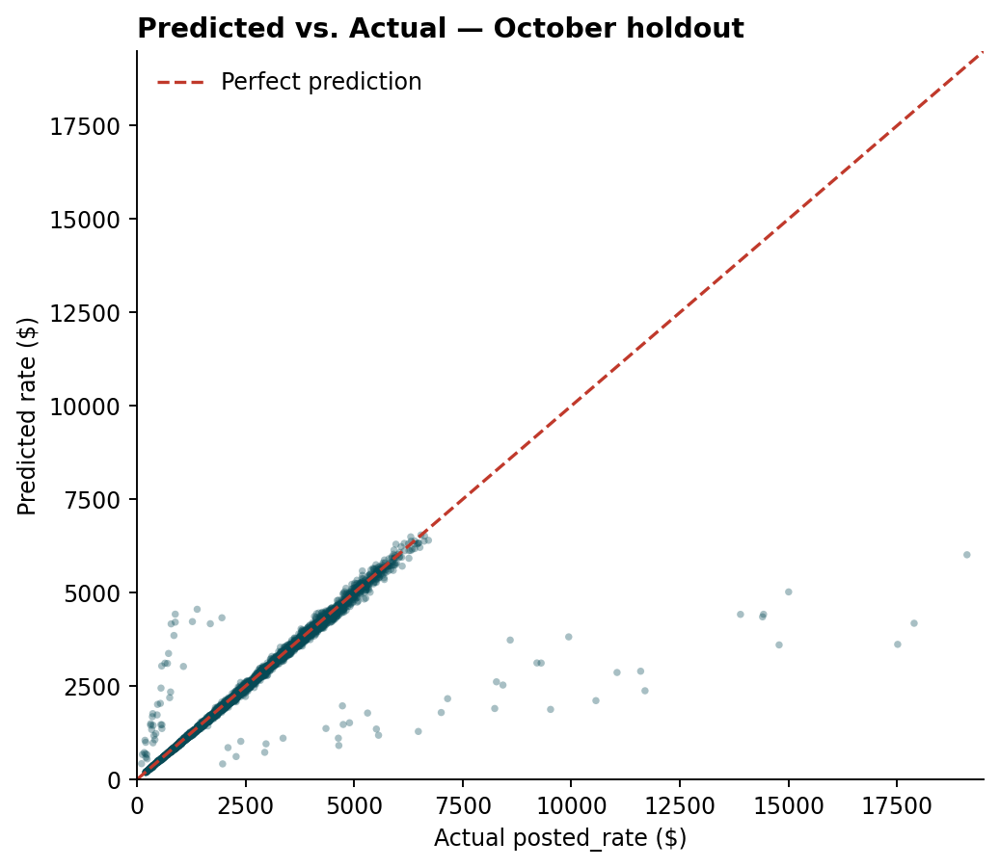 Predicted vs. Actual — October holdout
Perfect prediction
17500
15000
12500
10000
7500
5000
2500
0
Predicted rate ($)
0 2500 5000 7500 10000 12500 15000 17500
Actual posted_rate ($)